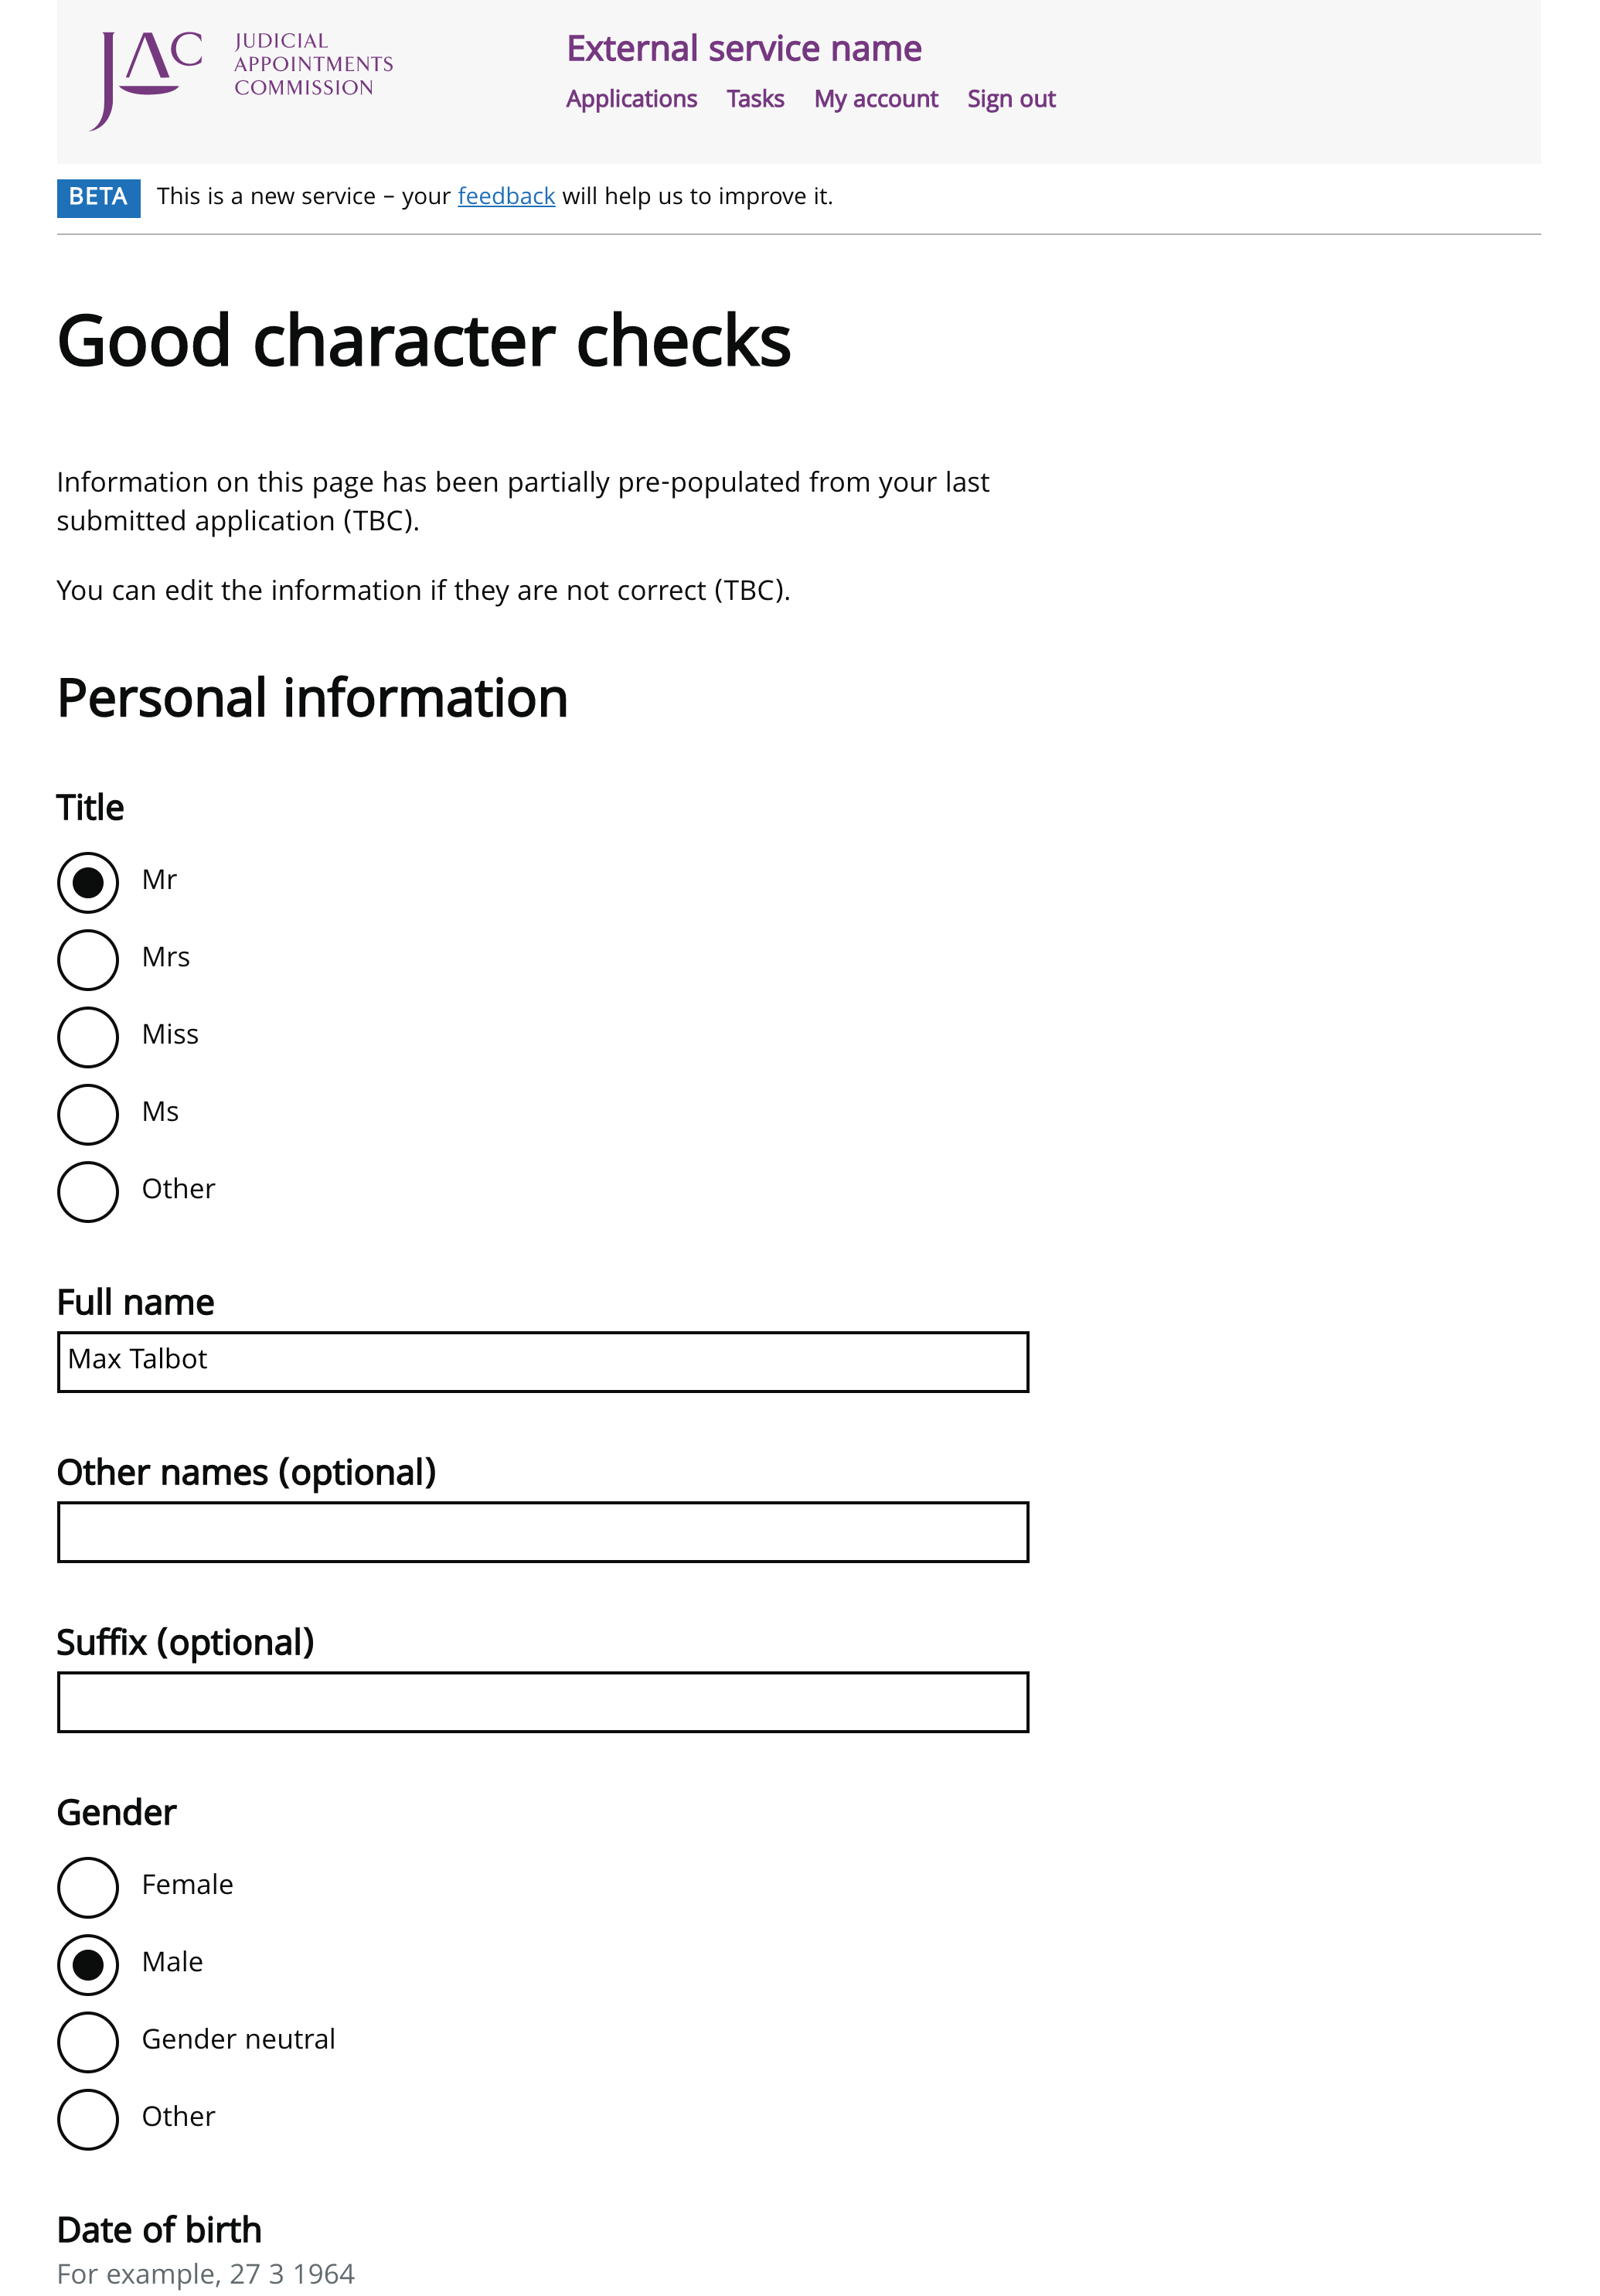 JAC
JUDICIAL
APPOINTMENTS
COMMISSION
External service name
Applications Tasks My account Sign out
BETA This is a new service – your feedback will help us to improve it.
Good character checks
Information on this page has been partially pre-populated from your last
submitted application (TBC).
You can edit the information if they are not correct (TBC).
Personal information
Title
Mr
Mrs
Miss
Ms
Other
Full name
Max Talbot
Other names (optional)
Suffix (optional)
Gender
Female
Male
Gender neutral
Other
Date of birth
For example, 27 3 1964